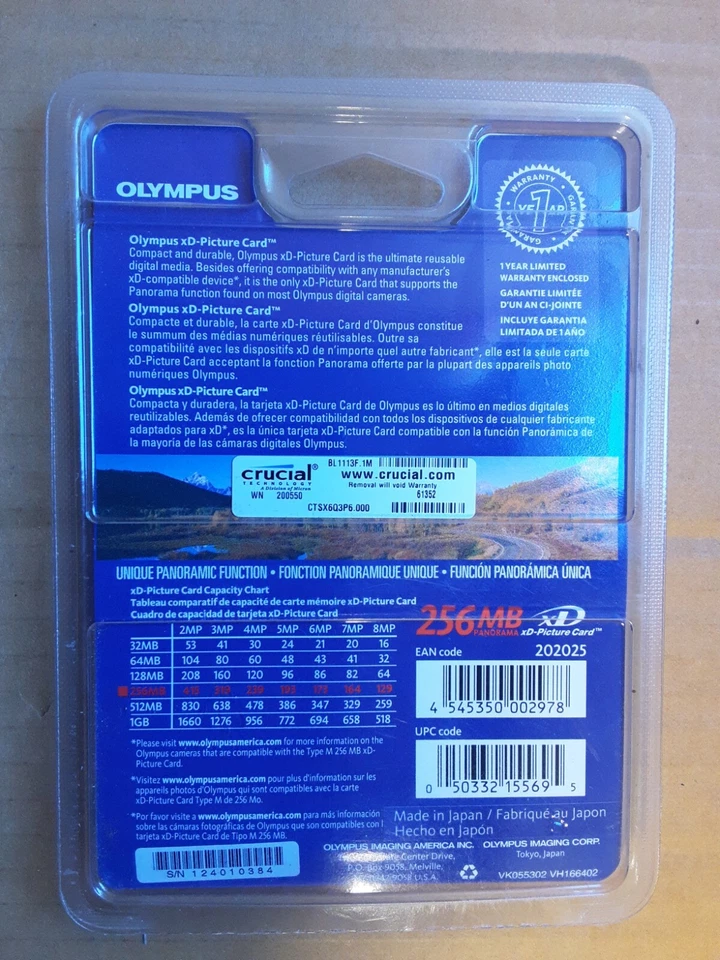 OLYMPUS
WARRANTY
GUARANTEE
1
YEAR
1 YEAR LIMITED
WARRANTY ENCLOSED
GARANTIE LIMITÉE
D'UN AN CI-JOINTE
INCLUYE GARANTIA
LIMITADA DE 1 AÑO
Olympus xD-Picture Card™
Compact and durable, Olympus xD-Picture Card is the ultimate reusable
digital media. Besides offering compatibility with any manufacturer's
xD-compatible device*, it is the only xD-Picture Card that supports the
Panorama function found on most Olympus digital cameras.
Olympus xD-Picture Card™
Compacte et durable, la carte xD-Picture Card d'Olympus constitue
le summum des médias numériques réutilisables. Outre sa
compatibilité avec les dispositifs xD de n'importe quel autre fabricant*, elle est la seule carte
xD-Picture Card acceptant la fonction Panorama offerte par la plupart des appareils photo
numériques Olympus.
Olympus xD-Picture Card™
Compacta y duradera, la tarjeta xD-Picture Card de Olympus es lo último en medios digitales
reutilizables. Además de ofrecer compatibilidad con todos los dispositivos de cualquier fabricante
adaptados para xD*, es la única tarjeta xD-Picture Card compatible con la función Panorámica de
la mayoría de las cámaras digitales Olympus.
crucial®
TECHNOLOGY
A Division of Micron
WN 200550
BL1113F.1M
www.crucial.com
Removal will void Warranty
61352
CTSX6Q3P6.000
UNIQUE PANORAMIC FUNCTION • FONCTION PANORAMIQUE UNIQUE • FUNCIÓN PANORÁMICA ÚNICA
xD-Picture Card Capacity Chart
Tableau comparatif de capacité de carte mémoire xD-Picture Card
Cuadro de capacidad de tarjeta xD-Picture Card
2MP 3MP 4MP 5MP 6MP 7MP 8MP
32MB 53 41 30 24 21 20 16
64MB 104 80 60 48 43 41 32
128MB 208 160 120 96 86 82 64
256MB 415 319 239 193 173 164 129
512MB 830 638 478 386 347 329 259
1GB 1660 1276 956 772 694 658 518
256MB
PANORAMA
xD
xD-Picture Card™
EAN code 202025
4 545350 002978
UPC code
0 50332 15569 5
*Please visit www.olympusamerica.com for more information on the
Olympus cameras that are compatible with the Type M 256 MB xD-
Picture Card.
*Visitez www.olympusamerica.com pour plus d'information sur les
appareils photo d'Olympus qui sont compatibles avec la carte
xD-Picture Card Type M de 256 Mo.
*Por favor visite a www.olympusamerica.com para más información
sobre las cámaras fotográficas de Olympus que son compatibles con l
tarjeta xD-Picture Card de Tipo M 256 MB.
S/N 124010384
Made in Japan / Fabriqué au Japon
Hecho en japón
OLYMPUS IMAGING AMERICA INC.
Center Drive,
P.O. Box 9058, Melville,
U.S.A.
OLYMPUS IMAGING CORP.
Tokyo, Japan
VK055302 VH166402